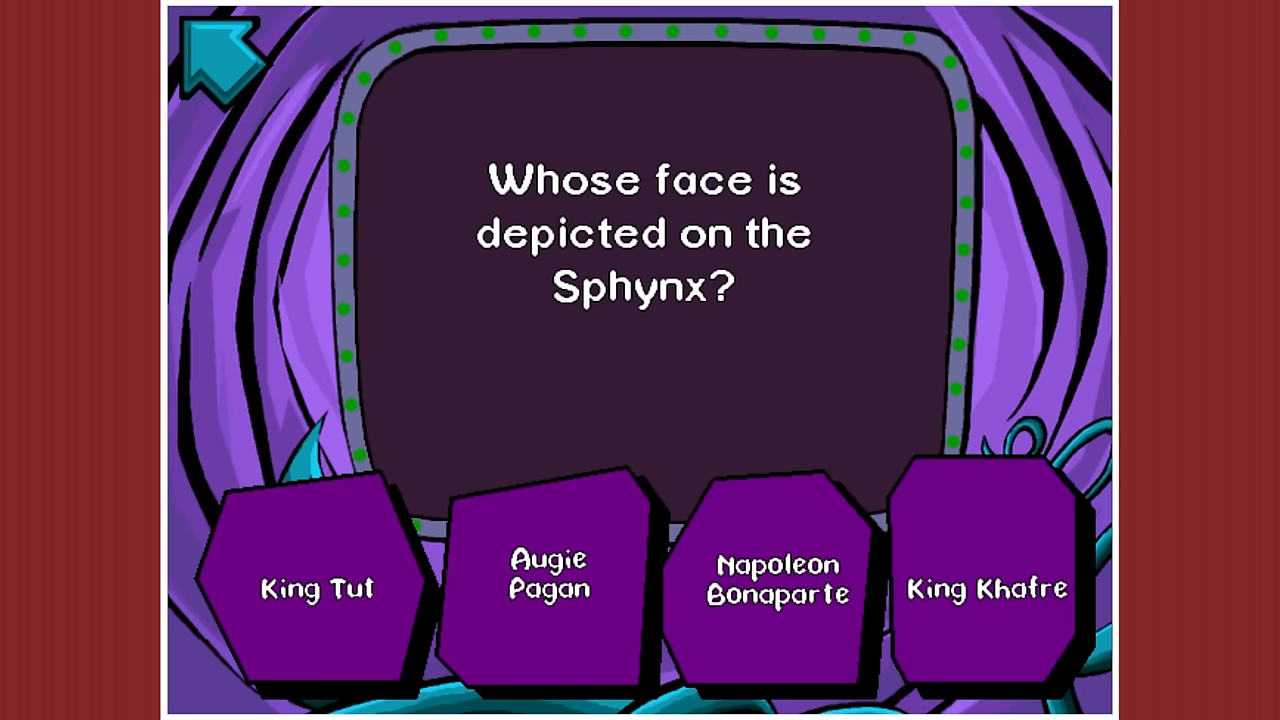 Whose face is
depicted on the
Sphynx?
King Tut
Augie
Pagan
Napoleon
Bonaparte
King Khafre